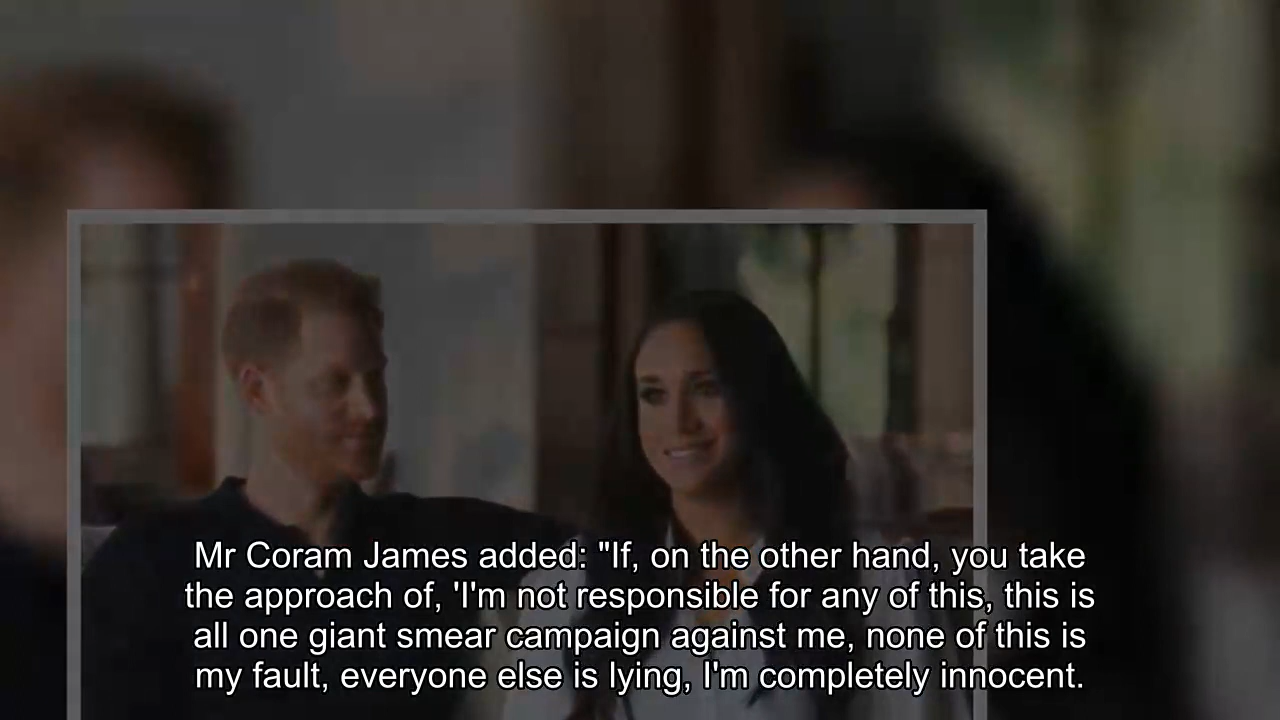 Mr Coram James added: "If, on the other hand, you take
the approach of, 'I'm not responsible for any of this, this is
all one giant smear campaign against me, none of this is
my fault, everyone else is lying, I'm completely innocent.